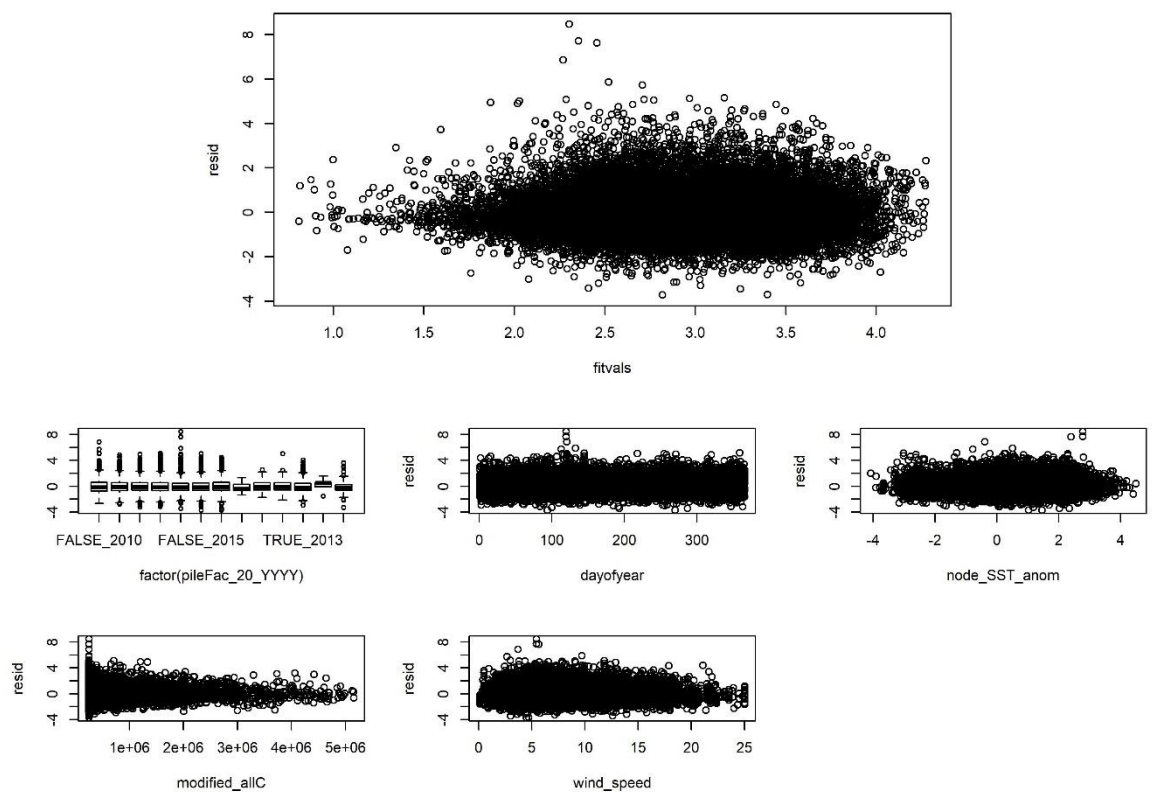 resid
8
6
4
2
0
-2
-4
1.0 1.5 2.0 2.5 3.0 3.5 4.0
fitvals
resid
8
4
0
-4
FALSE_2010 FALSE_2015 TRUE_2013
factor(pileFac_20_YYYY)
resid
8
4
0
-4
0 100 200 300
dayofyear
resid
8
4
0
-4
-4 -2 0 2 4
node_SST_anom
resid
8
4
0
-4
1e+06 2e+06 3e+06 4e+06 5e+06
modified_allC
resid
8
4
0
-4
0 5 10 15 20 25
wind_speed